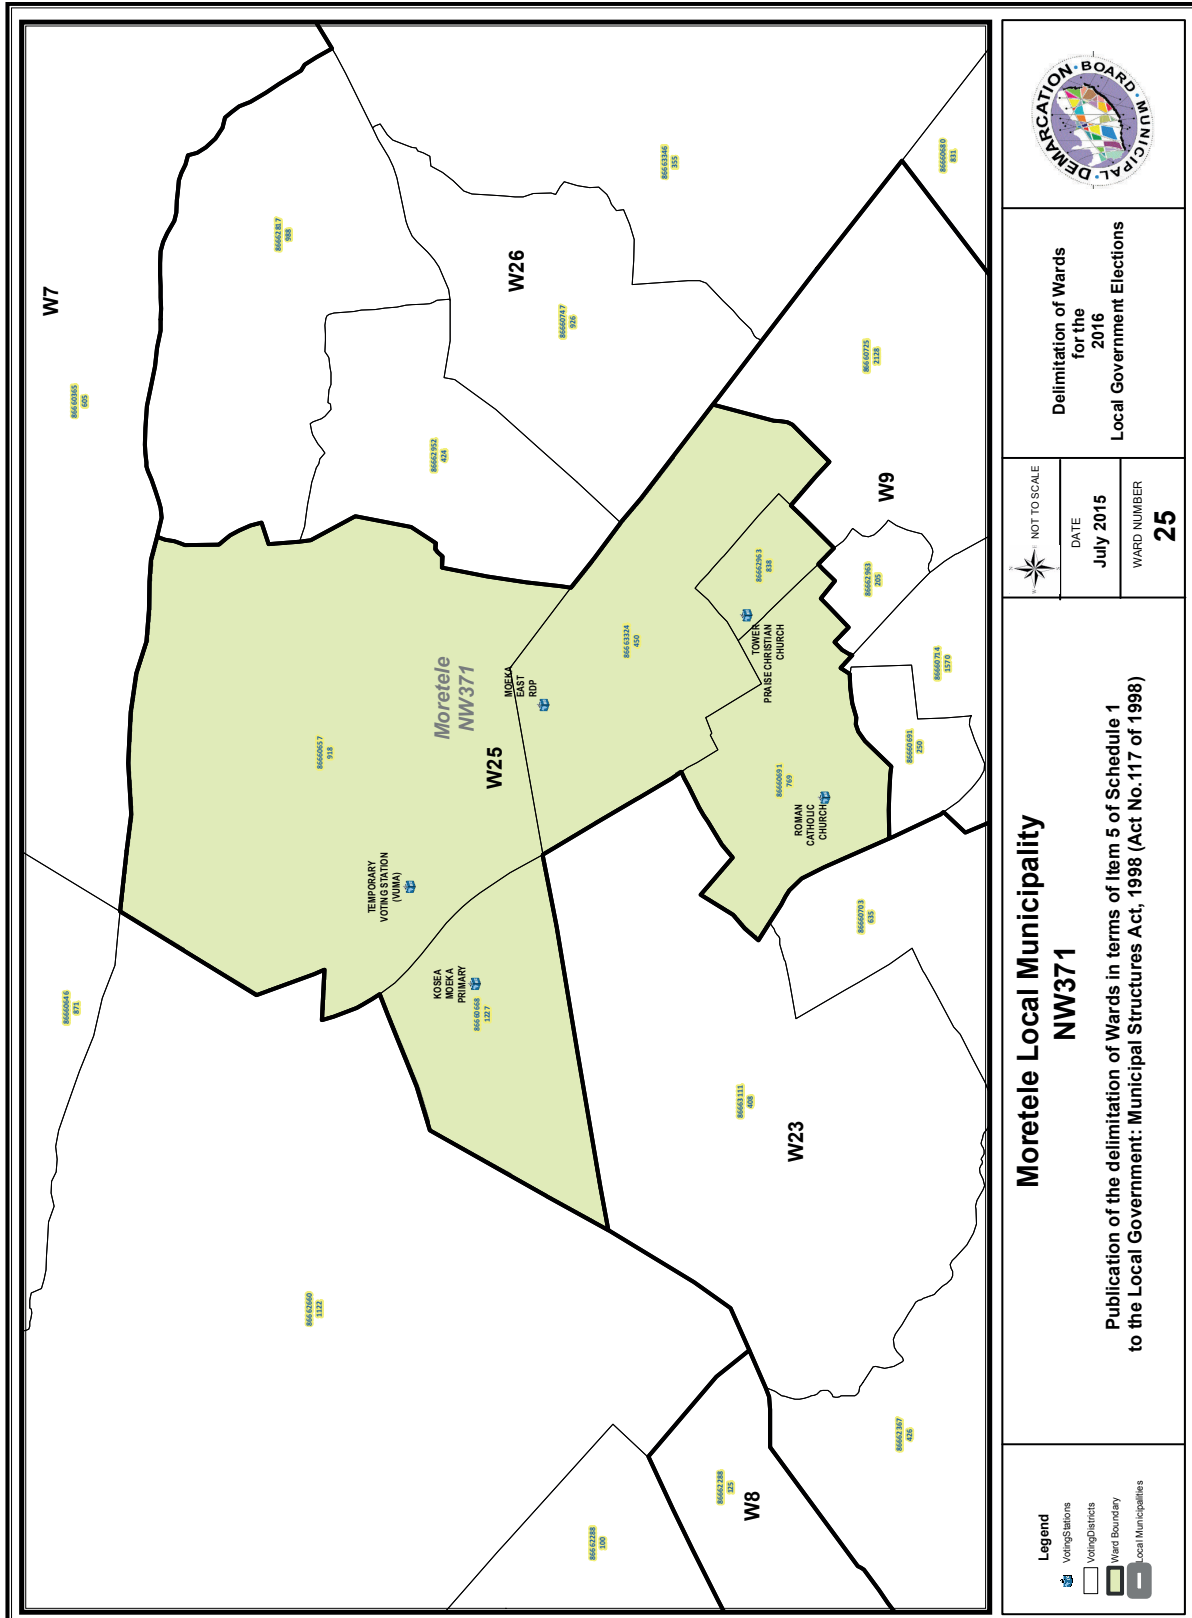 W7
86660365
605
86662817
988
W26
86660747
926
86663346
355
86660680
831
86662952
424
86660725
2128
W9
86662963
205
86660714
1570
86660691
250
Moretele
NW371
W25
86660657
918
MOEKA
EAST
RDP
86663324
450
86662963
838
TOWER
PRAISE CHRISTIAN
CHURCH
86660691
769
ROMAN
CATHOLIC
CHURCH
TEMPORARY
VOTING STATION
(VUMA)
KOSEA
MOEKA
PRIMARY
86660668
1227
86660646
871
86660703
635
86663111
408
W23
86662660
1122
86662288
100
86662288
125
W8
86662367
426
Legend
VotingStations
VotingDistricts
Ward Boundary
Local Municipalities
Moretele Local Municipality
NW371
Publication of the delimitation of Wards in terms of Item 5 of Schedule 1
to the Local Government: Municipal Structures Act, 1998 (Act No.117 of 1998)
NOT TO SCALE
DATE
July 2015
WARD NUMBER
25
Delimitation of Wards
for the
2016
Local Government Elections
MUNICIPAL • DEMARCATION • BOARD •